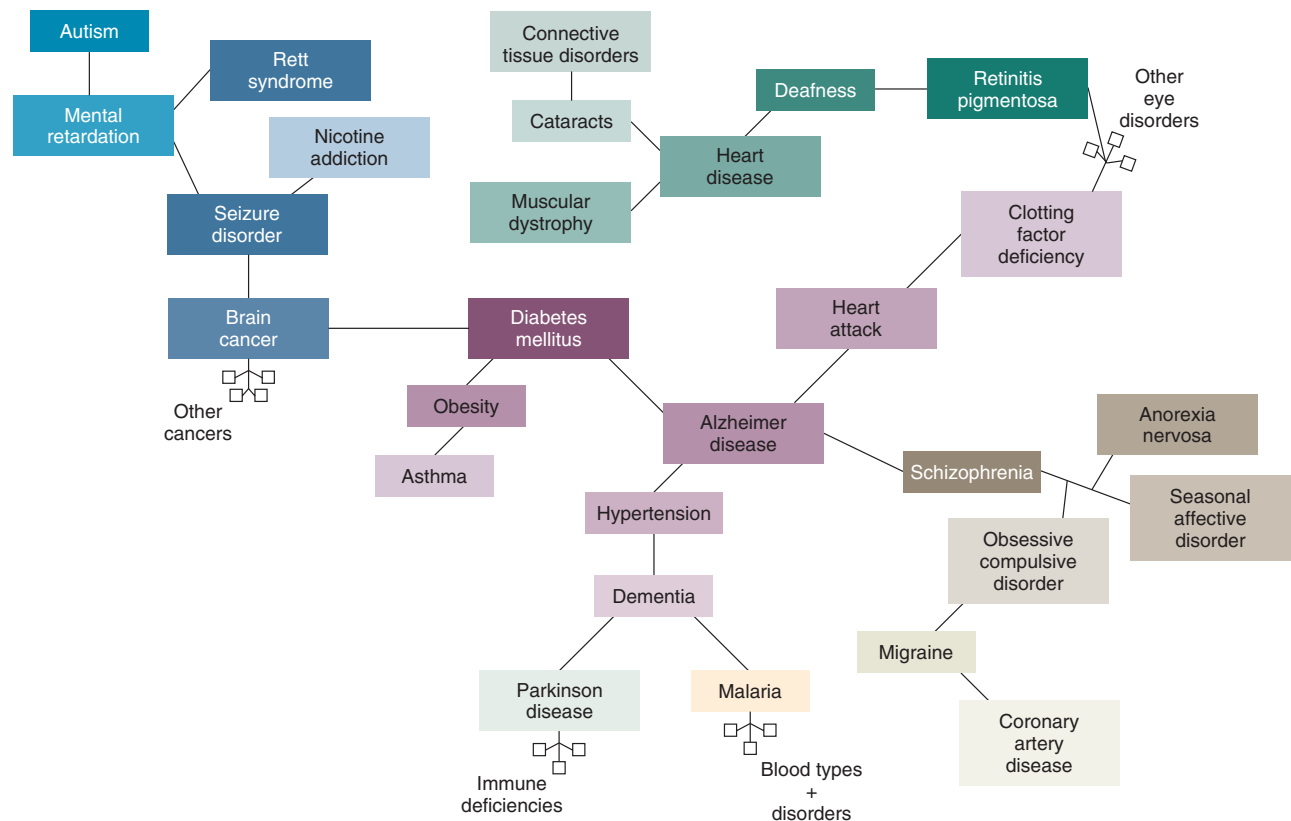 Autism
Mental
retardation
Rett
syndrome
Nicotine
addiction
Seizure
disorder
Brain
cancer
Other
cancers
Connective
tissue disorders
Cataracts
Muscular
dystrophy
Heart
disease
Deafness
Retinitis
pigmentosa
Other
eye
disorders
Clotting
factor
deficiency
Heart
attack
Diabetes
mellitus
Obesity
Asthma
Alzheimer
disease
Hypertension
Dementia
Parkinson
disease
Immune
deficiencies
Malaria
Blood types
+
disorders
Schizophrenia
Anorexia
nervosa
Seasonal
affective
disorder
Obsessive
compulsive
disorder
Migraine
Coronary
artery
disease